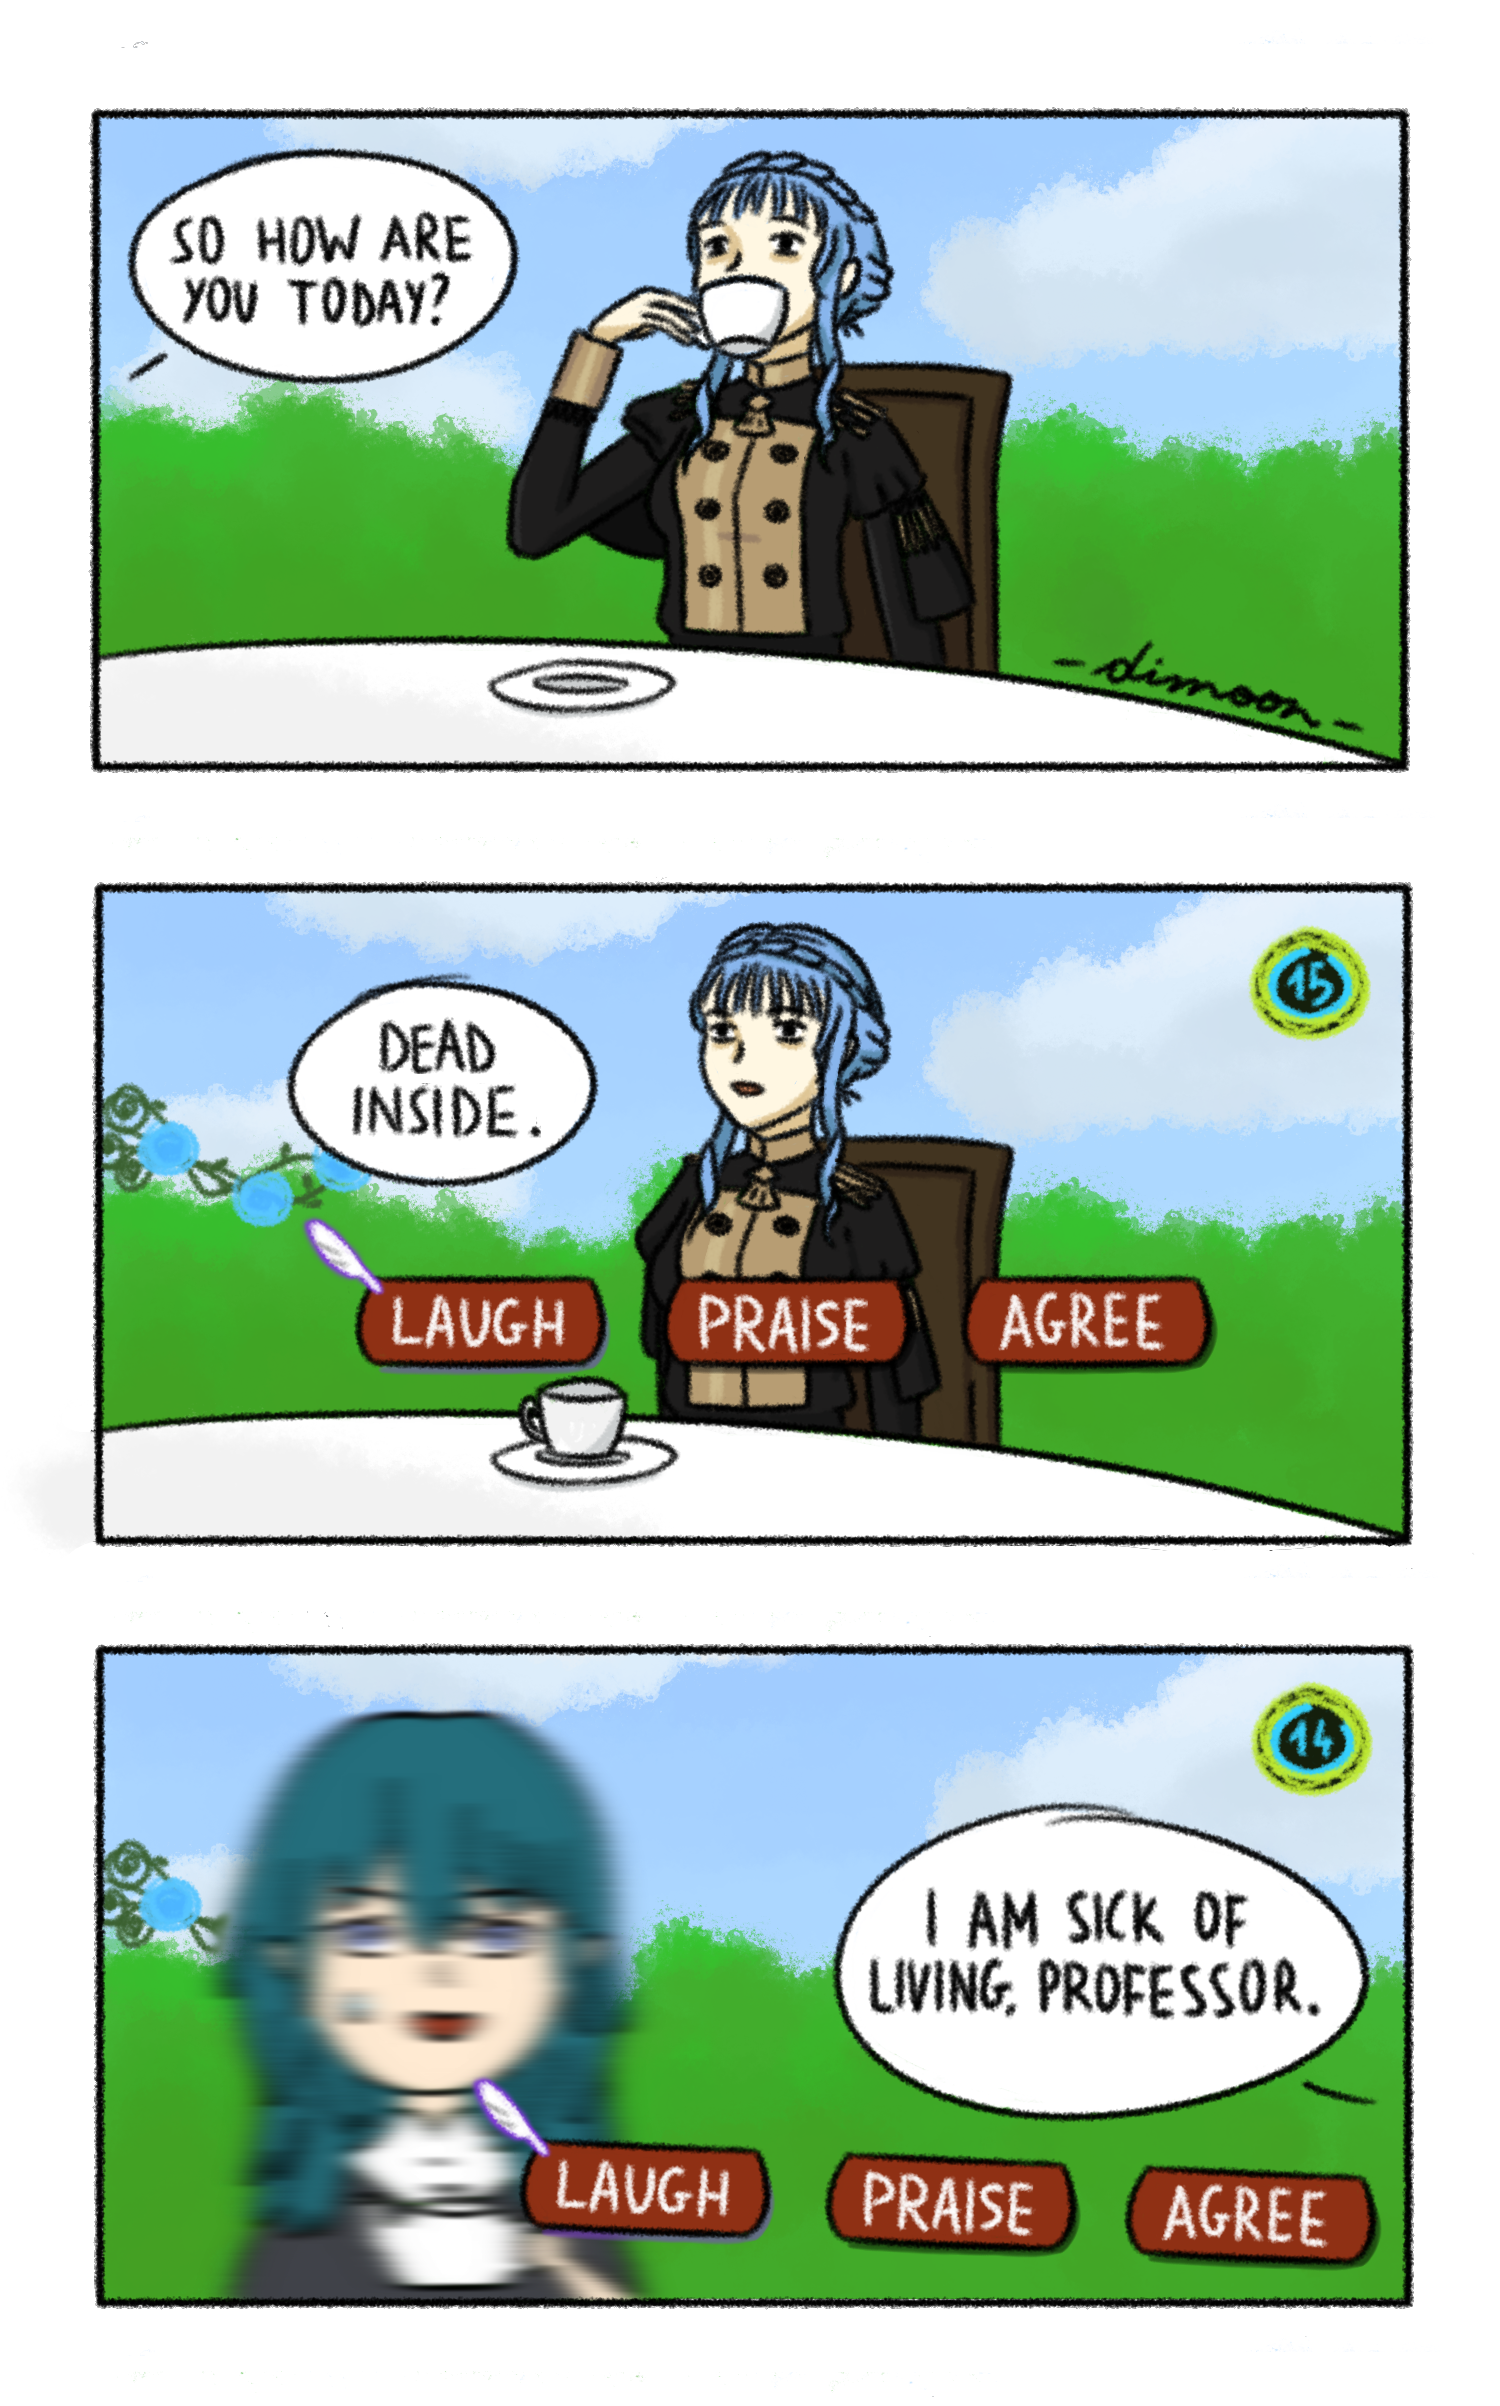 SO HOW ARE
YOU TODAY?
-dimoon-
15
DEAD
INSIDE.
LAUGH
PRAISE
AGREE
14
I AM SICK OF
LIVING, PROFESSOR.
LAUGH
PRAISE
AGREE